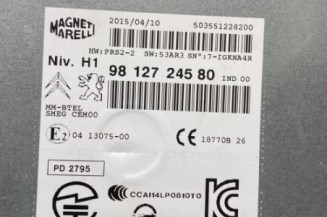 MAGNETI MARELLI
2015/04/10 503551228200
HW:PRS2-2 SW:53AR3 SN°:7-IGKNA4R
Niv. H1
98 127 245 80 IND 00
MM-BTEL
SMEG CEM00
E2 04 13075-00
CE 1877OB 26
PD 2795
CCAI14LP0810T0